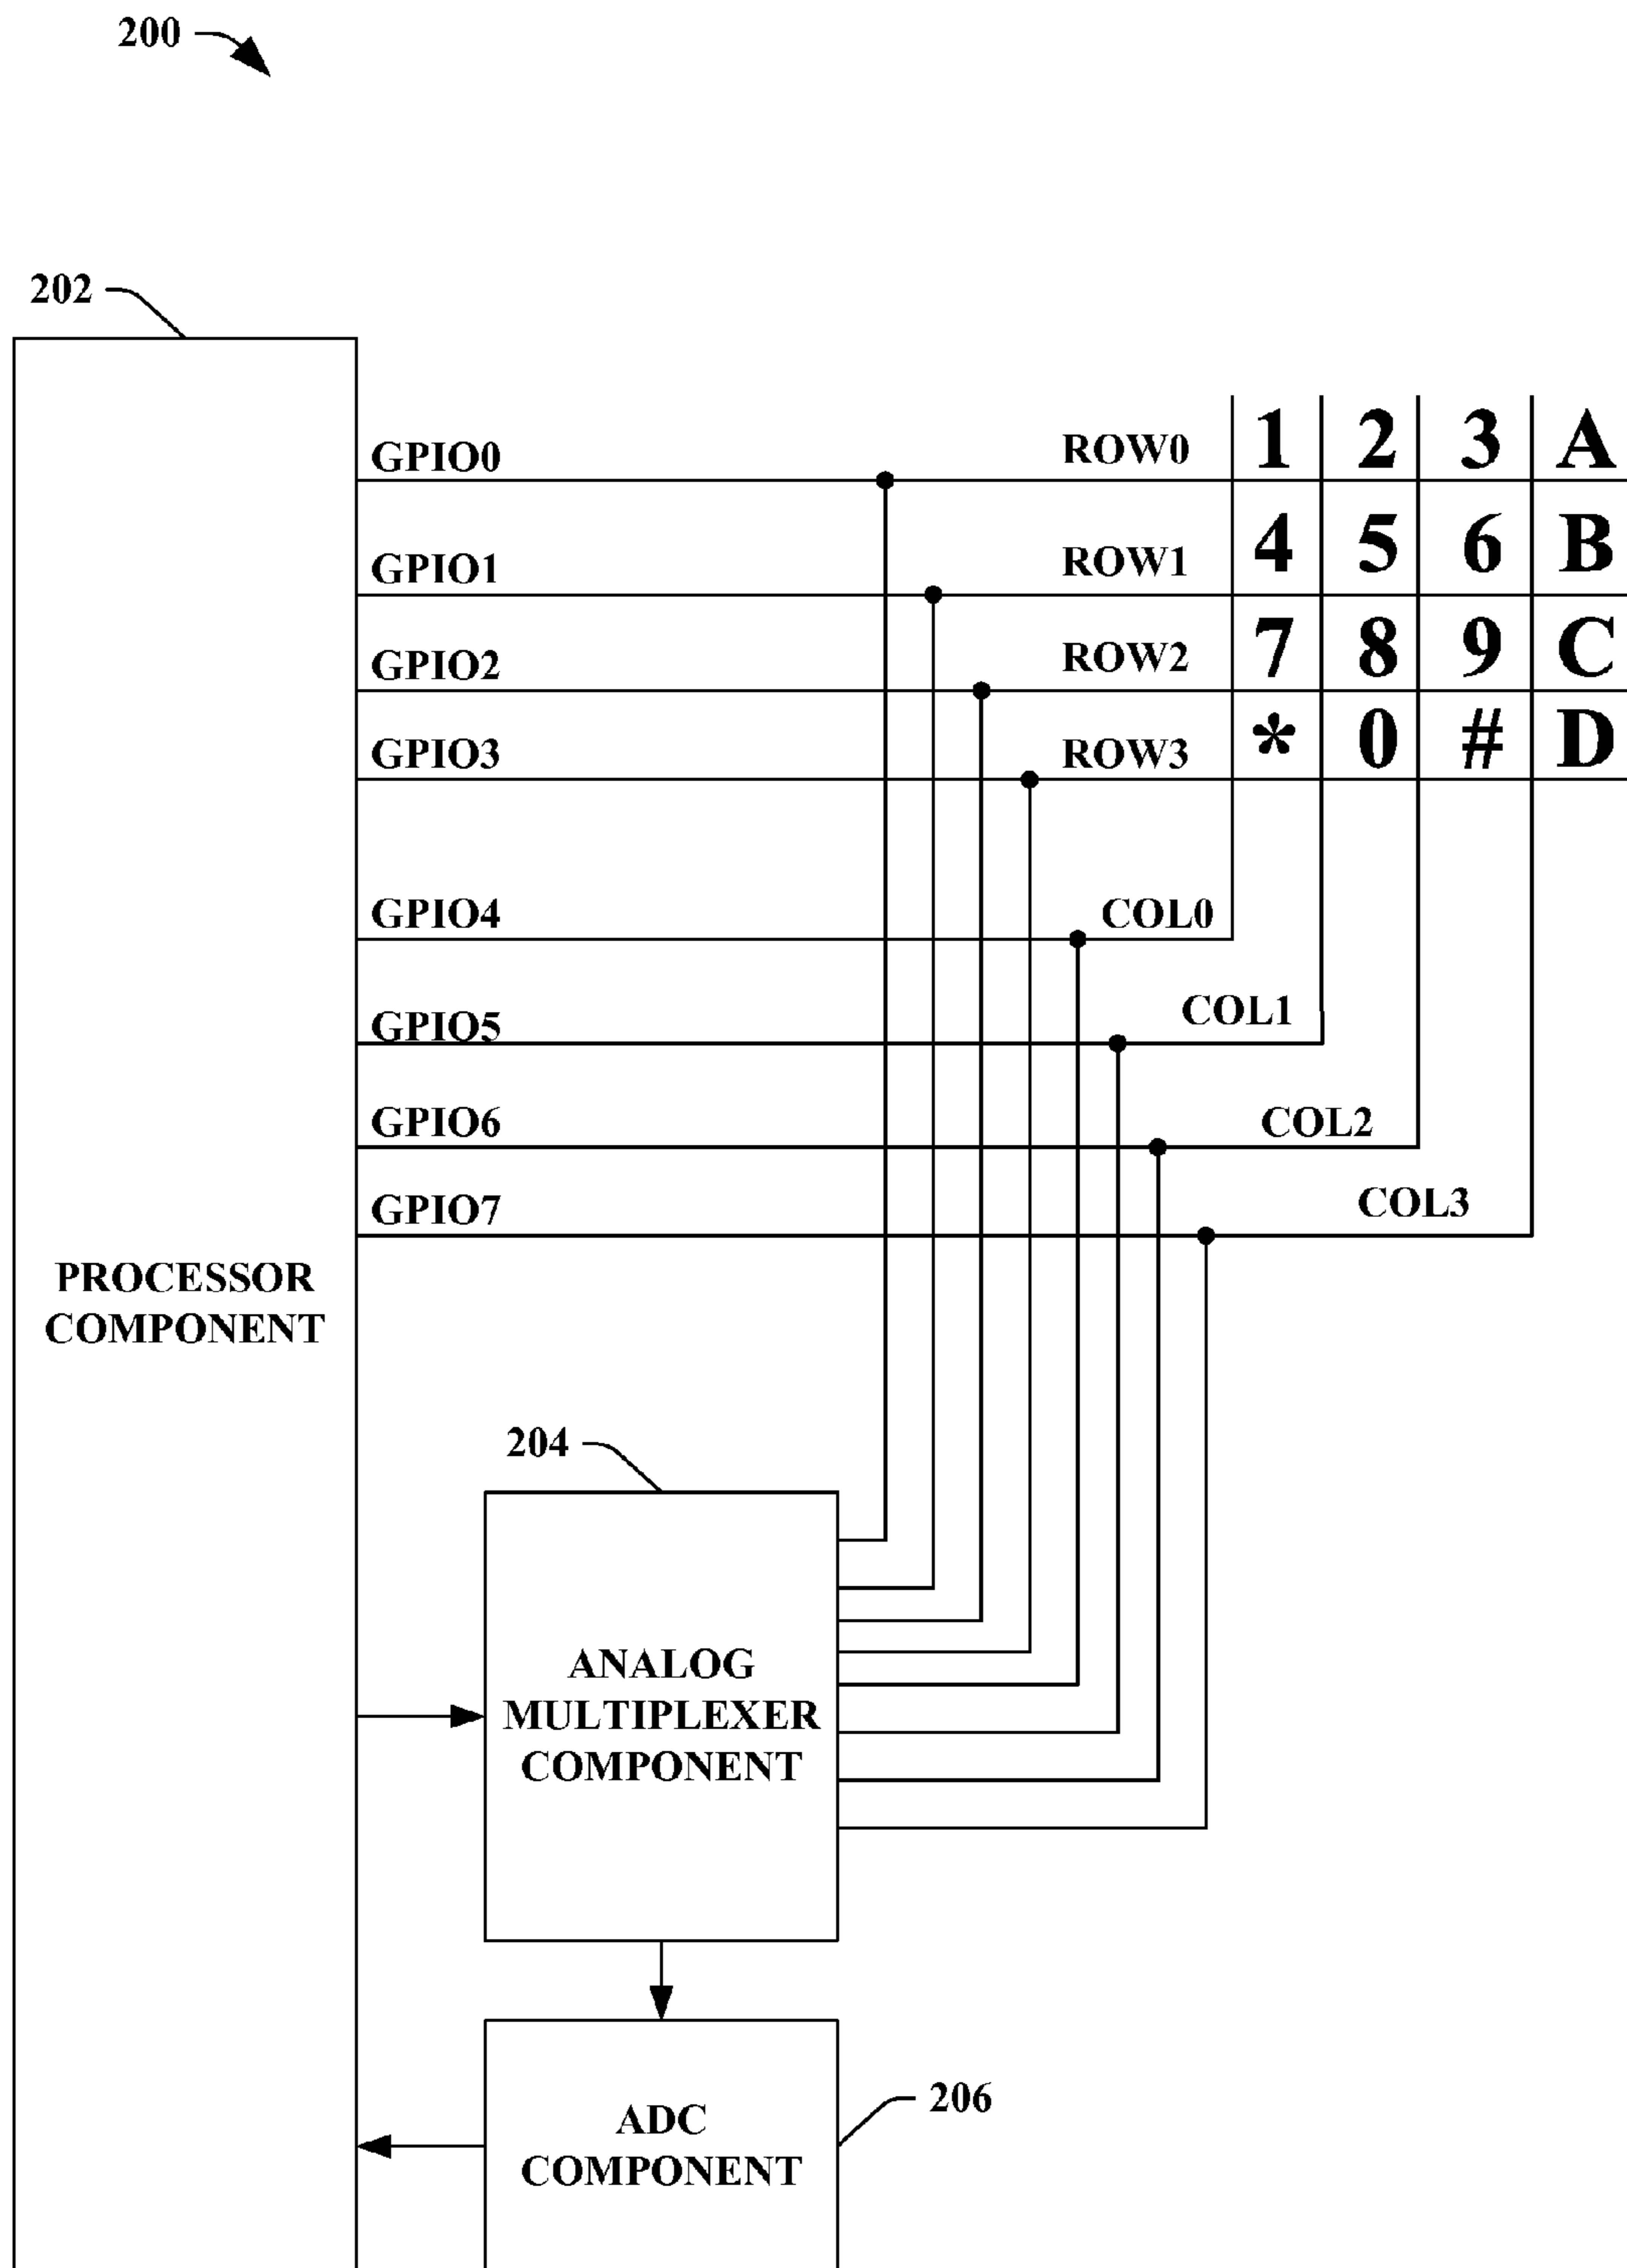 200
202
GPIO0 ROW0 1 2 3 A
GPIO1 ROW1 4 5 6 B
GPIO2 ROW2 7 8 9 C
GPIO3 ROW3 * 0 # D
GPIO4 COL0
GPIO5 COL1
GPIO6 COL2
GPIO7 COL3
PROCESSOR
COMPONENT
204
ANALOG
MULTIPLEXER
COMPONENT
206
ADC
COMPONENT